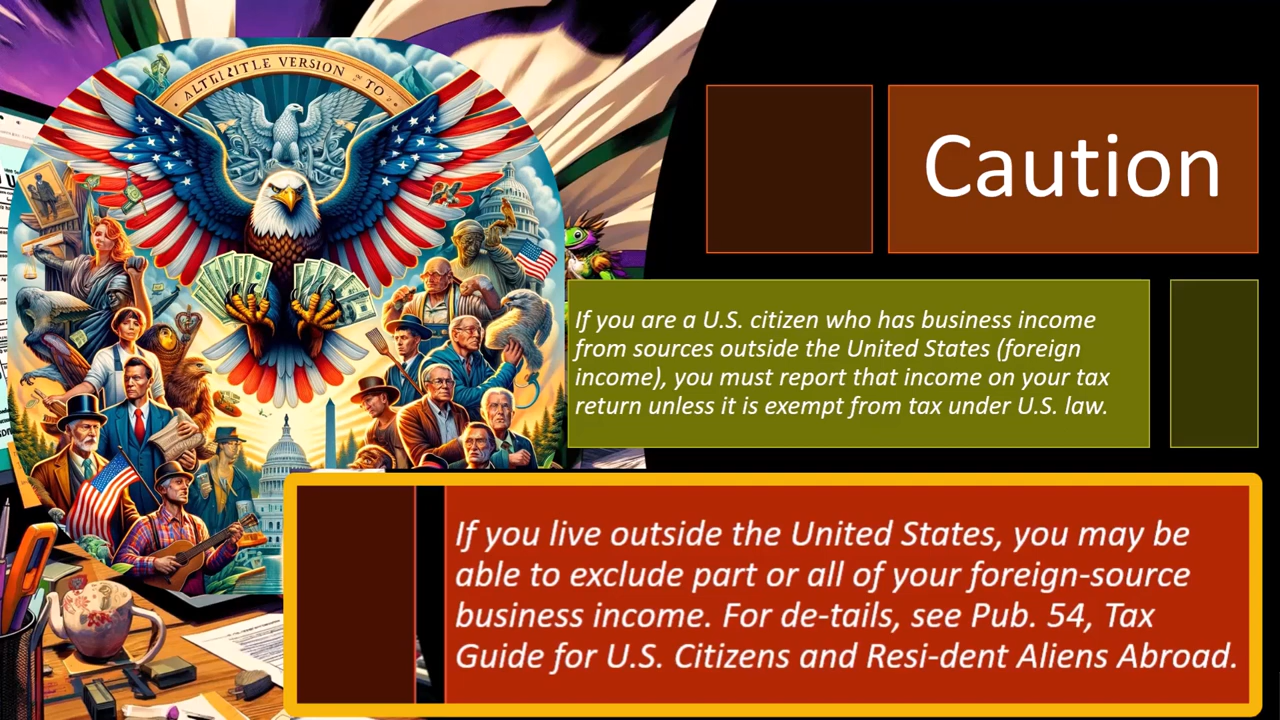 ALTLRITLE VERSION TO
Caution
If you are a U.S. citizen who has business income
from sources outside the United States (foreign
income), you must report that income on your tax
return unless it is exempt from tax under U.S. law.
If you live outside the United States, you may be
able to exclude part or all of your foreign-source
business income. For de-tails, see Pub. 54, Tax
Guide for U.S. Citizens and Resi-dent Aliens Abroad.